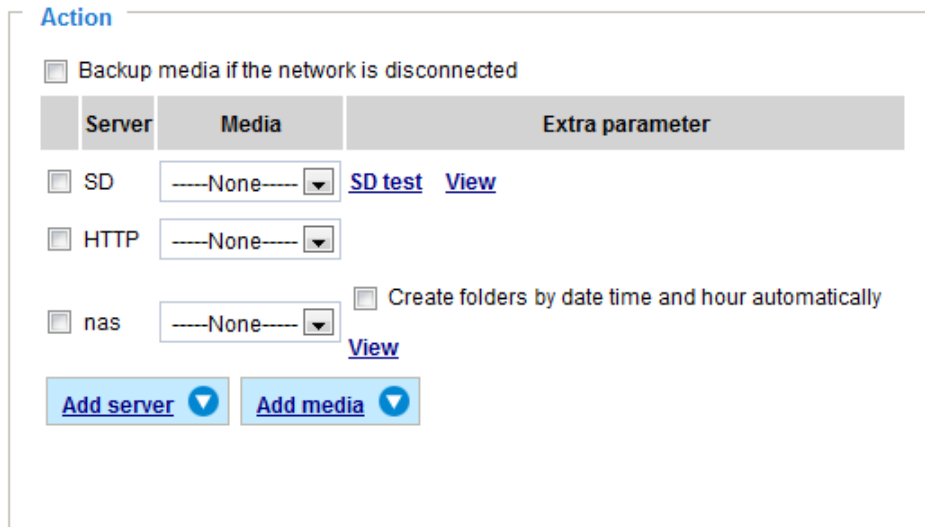 Action
Backup media if the network is disconnected
Server Media Extra parameter
SD -----None----- SD test View
HTTP -----None-----
nas -----None----- Create folders by date time and hour automatically
View
Add server Add media